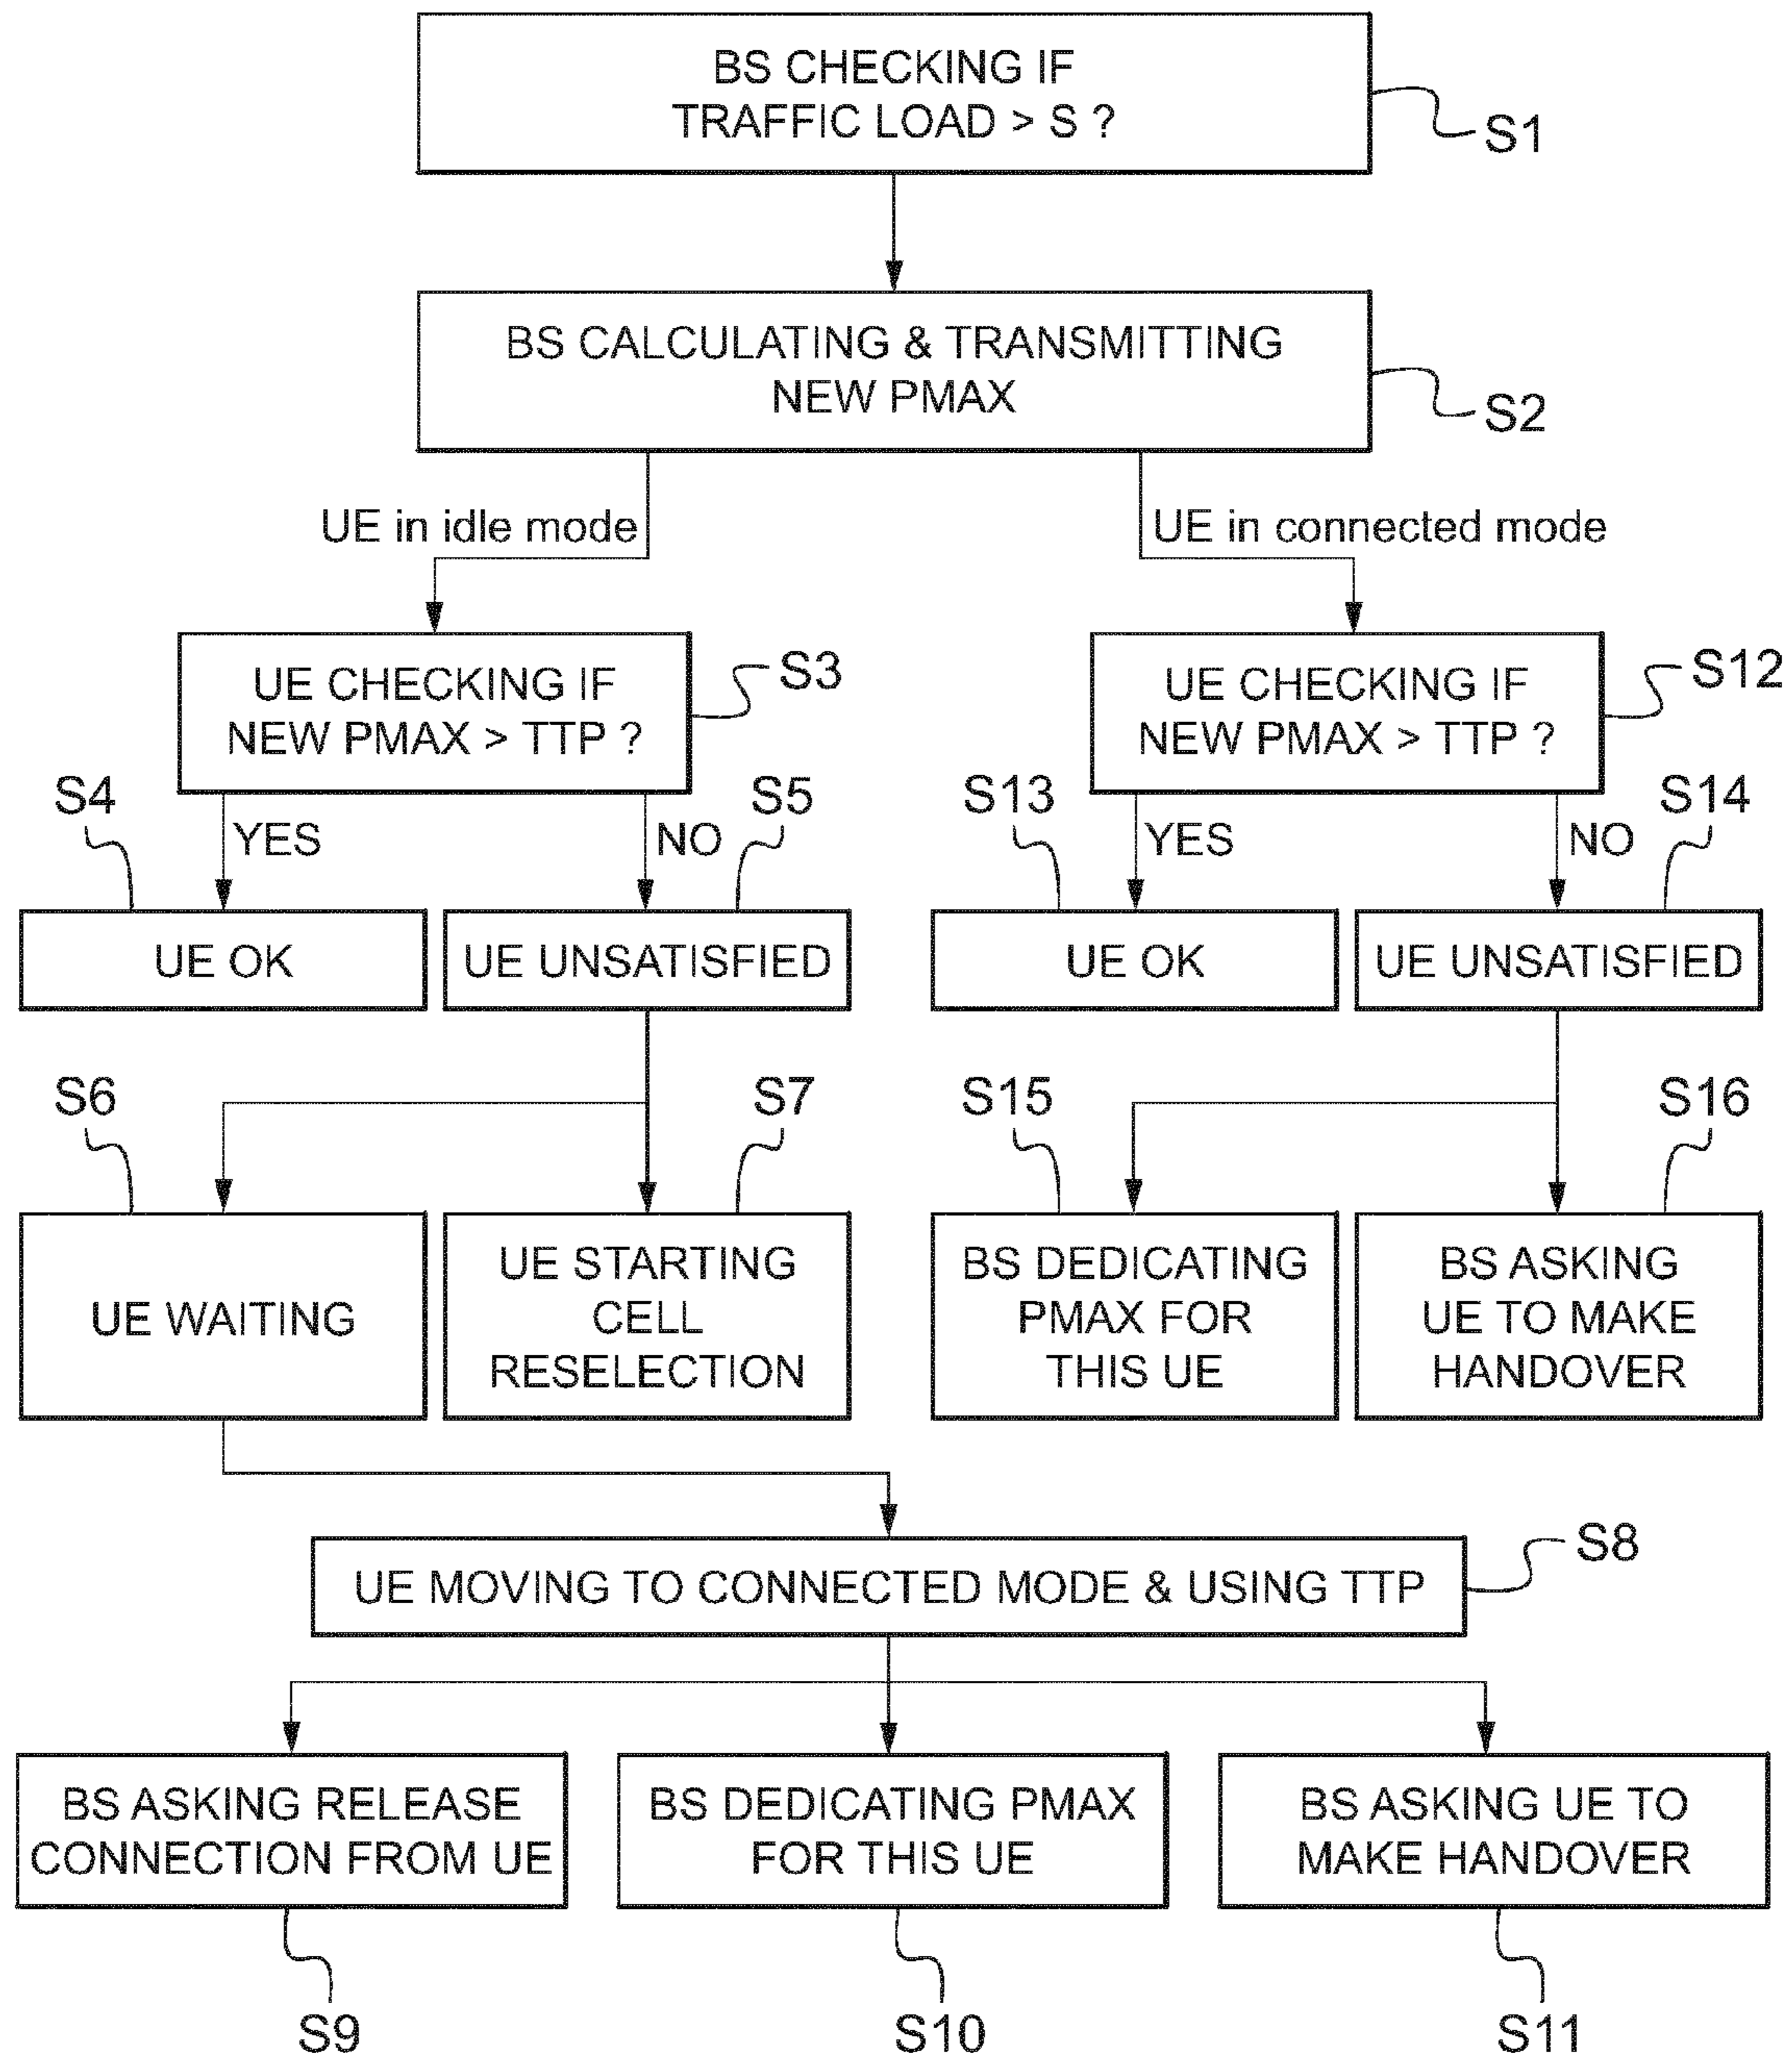 BS CHECKING IF
TRAFFIC LOAD > S ?
S1
BS CALCULATING & TRANSMITTING
NEW PMAX
S2
UE in idle mode
UE in connected mode
UE CHECKING IF
NEW PMAX > TTP ?
S3
UE CHECKING IF
NEW PMAX > TTP ?
S12
S4
YES
NO
S5
S13
YES
NO
S14
UE OK
UE UNSATISFIED
UE OK
UE UNSATISFIED
S6
S7
S15
S16
UE WAITING
UE STARTING
CELL
RESELECTION
BS DEDICATING
PMAX FOR
THIS UE
BS ASKING
UE TO MAKE
HANDOVER
UE MOVING TO CONNECTED MODE & USING TTP
S8
BS ASKING RELEASE
CONNECTION FROM UE
BS DEDICATING PMAX
FOR THIS UE
BS ASKING UE TO
MAKE HANDOVER
S9
S10
S11